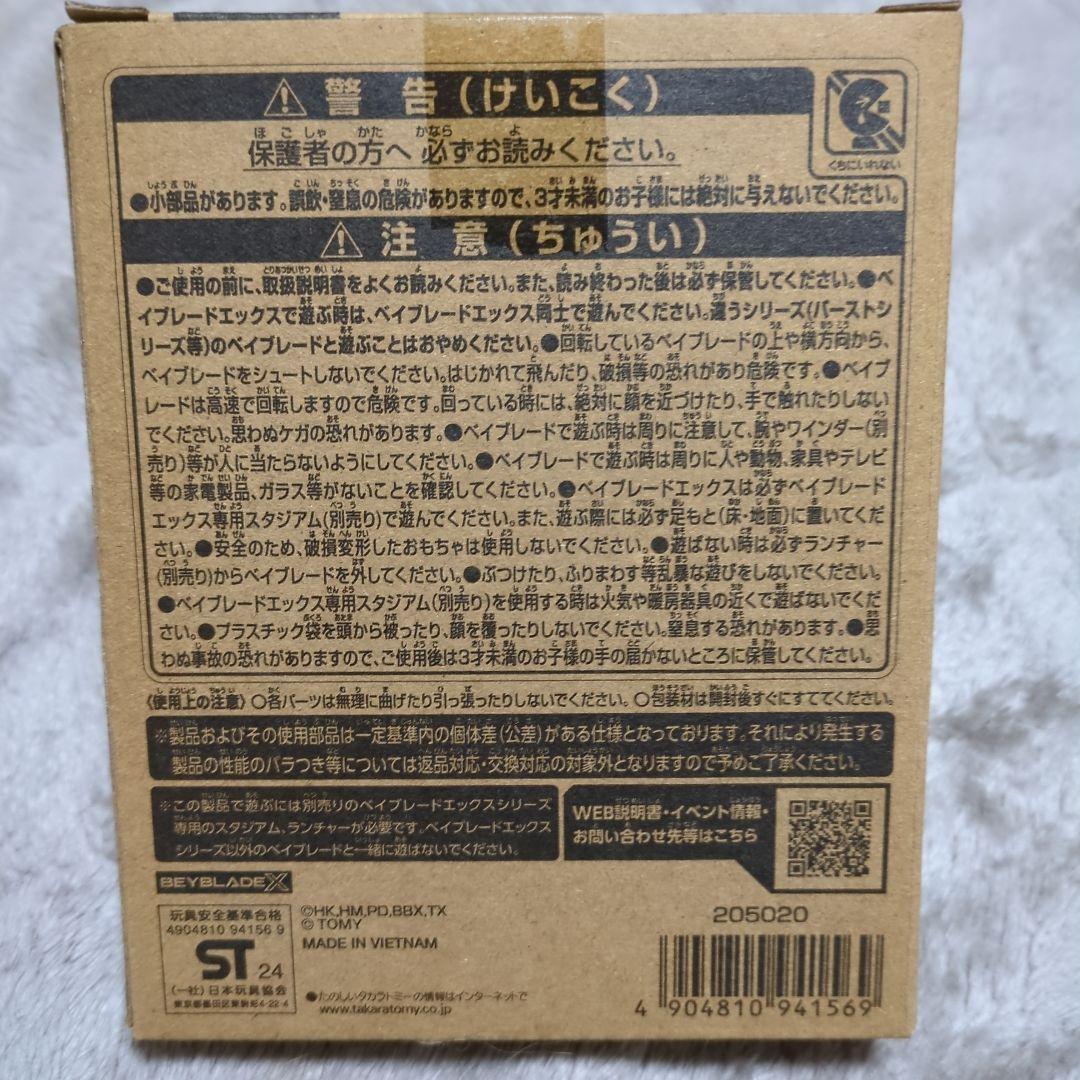 ⚠警 告(けいこく)
くちにいれない
保護者の方へ 必ずお読みください。
●小部品があります。誤飲・窒息の危険がありますので、3才未満のお子様には絶対に与えないでください。
⚠注 意(ちゅうい)
●ご使用の前に、取扱説明書をよくお読みください。また、読み終わった後は必ず保管してください。●ベ
イブレードエックスで遊ぶ時は、ベイブレードエックス同士で遊んでください。違うシリーズ(バーストシ
リーズ等)のベイブレードと遊ぶことはおやめください。●回転しているベイブレードの上や横方向から、
ベイブレードをシュートしないでください。はじかれて飛んだり、破損等の恐れがあり危険です。●ベイブ
レードは高速で回転しますので危険です。回っている時には、絶対に顔を近づけたり、手で触れたりしない
でください。思わぬケガの恐れがあります。●ベイブレードで遊ぶ時は周りに注意して、腕やワインダー(別
売り)等が人に当たらないようにしてください。●ベイブレードで遊ぶ時は周りに人や動物、家具やテレビ
等の家電製品、ガラス等がないことを確認してください。●ベイブレードエックスは必ずベイブレード
エックス専用スタジアム(別売り)で遊んでください。また、遊ぶ際には必ず足もと(床・地面)に置いてくだ
さい。●安全のため、破損変形したおもちゃは使用しないでください。●遊ばない時は必ずランチャー
(別売り)からベイブレードを外してください。●ぶつけたり、ふりまわす等乱暴な遊びをしないでください。
●ベイブレードエックス専用スタジアム(別売り)を使用する時は火気や暖房器具の近くで遊ばないでくだ
さい。●プラスチック袋を頭から被ったり、顔を覆ったりしないでください。窒息する恐れがあります。●思
わぬ事故の恐れがありますので、ご使用後は3才未満のお子様の手の届かないところに保管してください。
〈使用上の注意〉○各パーツは無理に曲げたり引っ張ったりしないでください。○包装材は開封後すぐにすててください。
※製品およびその使用部品は一定基準内の個体差(公差)がある仕様となっております。それにより発生する
製品の性能のバラつき等については返品対応・交換対応の対象外となりますので予めご了承ください。
※この製品で遊ぶには別売りのベイブレードエックスシリーズ
専用のスタジアム、ランチャーが必要です。ベイブレードエックス
シリーズ以外のベイブレードと一緒に遊ばないでください。
WEB説明書・イベント情報・
お問い合わせ先等はこちら
BEYBLADE X
玩具安全基準合格
4904810 94156 9
ST 24
(一社)日本玩具協会
東京都墨田区東駒形4-22-4
©HK,HM,PD,BBX,TX
© TOMY
MADE IN VIETNAM
●たのしいタカラトミーの情報はインターネットで
www.takaratomy.co.jp
205020
4 904810 941569